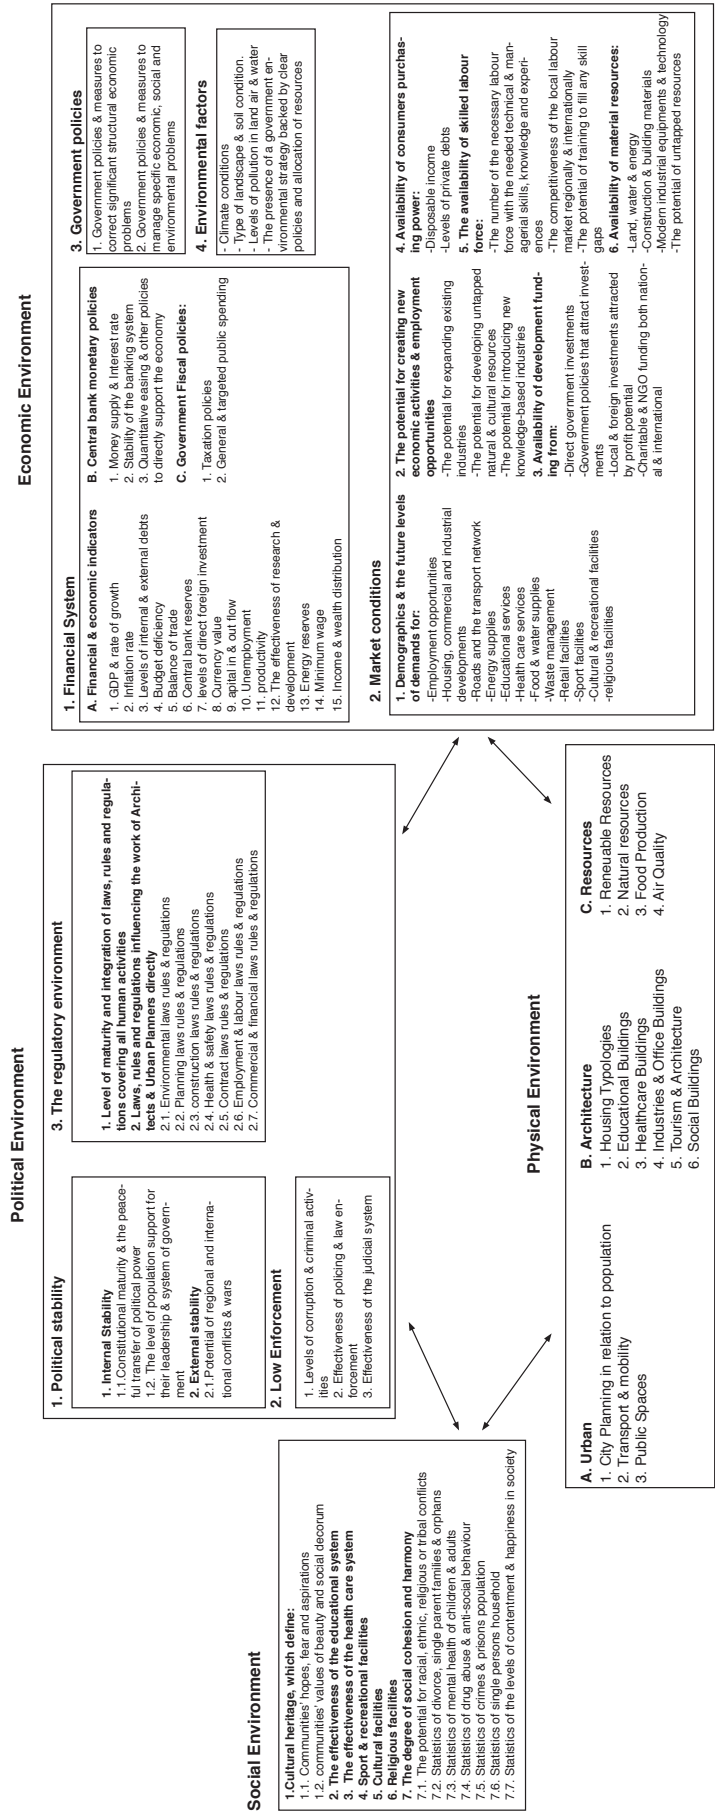 Social Environment
1.Cultural heritage, which define:
1.1. Communities' hopes, fear and aspirations
1.2. communities' values of beauty and social decorum
2. The effectiveness of the educational system
3. The effectiveness of the health care system
4. Sport & recreational facilities
5. Cultural facilities
6. Religious facilities
7. The degree of social cohesion and harmony
7.1. The potential for racial, ethnic, religious or tribal conflicts
7.2. Statistics of divorce, single parent families & orphans
7.3. Statistics of mental health of children & adults
7.4. Statistics of drug abuse & anti-social behaviour
7.5. Statistics of crimes & prisons population
7.6. Statistics of single persons household
7.7. Statistics of the levels of contentment & happiness in society
Political Environment
1. Political stability
1. Internal Stability
1.1.Constitutional maturity & the peace-
ful transfer of political power
1.2. The level of population support for
their leadership & system of govern-
ment
2. External stability
2.1.Potential of regional and interna-
tional conflicts & wars
2. Low Enforcement
1. Levels of corruption & criminal activ-
ities
2. Effectiveness of policing & law en-
forcement
3. Effectiveness of the judicial system
3. The regulatory environment
1. Level of maturity and integration of laws, rules and regula-
tions covering all human activities
2. Laws, rules and regulations influencing the work of Archi-
tects & Urban Planners directly
2.1. Environmental laws rules & regulations
2.2. Planning laws rules & regulations
2.3. construction laws rules & regulations
2.4. Health & safety laws rules & regulations
2.5. Contract laws rules & regulations
2.6. Employment & labour laws rules & regulations
2.7. Commercial & financial laws rules & regulations
Physical Environment
A. Urban
1. City Planning in relation to population
2. Transport & mobility
3. Public Spaces
B. Architecture
1. Housing Typologies
2. Educational Buildings
3. Healthcare Buildings
4. Industries & Office Buildings
5. Tourism & Architecture
6. Social Buildings
C. Resources
1. Reneuable Resources
2. Natural resources
3. Food Production
4. Air Quality
Economic Environment
1. Financial System
A. Financial & economic indicators
1. GDP & rate of growth
2. Inflation rate
3. Levels of internal & external debts
4. Budget deficiency
5. Balance of trade
6. Central bank reserves
7. levels of direct foreign investment
8. Currency value
9. apital in & out flow
10. Unemployment
11. productivity
12. The effectiveness of research &
development
13. Energy reserves
14. Minimum wage
15. Income & wealth distribution
B. Central bank monetary policies
1. Money supply & Interest rate
2. Stability of the banking system
3. Quantitative easing & other policies
to directly support the economy
C. Government Fiscal policies:
1. Taxation policies
2. General & targeted public spending
3. Government policies
1. Government policies & measures to
correct significant structural economic
problems
2. Government policies & measures to
manage specific economic, social and
environmental problems
4. Environmental factors
- Climate conditions
- Type of landscape & soil condition.
- Levels of pollution in land air & water
- The presence of a government en-
vironmental strategy backed by clear
policies and allocation of resources
2. Market conditions
1. Demographics & the future levels
of demands for:
-Employment opportunities
-Housing, commercial and industrial
developments
-Roads and the transport network
-Energy supplies
-Educational services
-Health care services
-Food & water supplies
-Waste management
-Retail facilities
-Sport facilities
-Cultural & recreational facilities
-religious facilities
2. The potential for creating new
economic activities & employment
opportunities
-The potential for expanding existing
industries
-The potential for developing untapped
natural & cultural resources
-The potential for introducing new
knowledge-based industries
3. Availability of development fund-
ing from:
-Direct government investments
-Government policies that attract invest-
ments
-Local & foreign investments attracted
by profit potential
-Charitable & NGO funding both nation-
al & international
4. Availability of consumers purchas-
ing power:
-Disposable income
-Levels of private debts
5. The availability of skilled labour
force:
-The number of the necessary labour
force with the needed technical & man-
agerial skills, knowledge and experi-
ences
-The competitiveness of the local labour
market regionally & internationally
-The potential of training to fill any skill
gaps
6. Availability of material resources:
-Land, water & energy
-Construction & building materials
-Modern industrial equipments & technology
-The potential of untapped resources